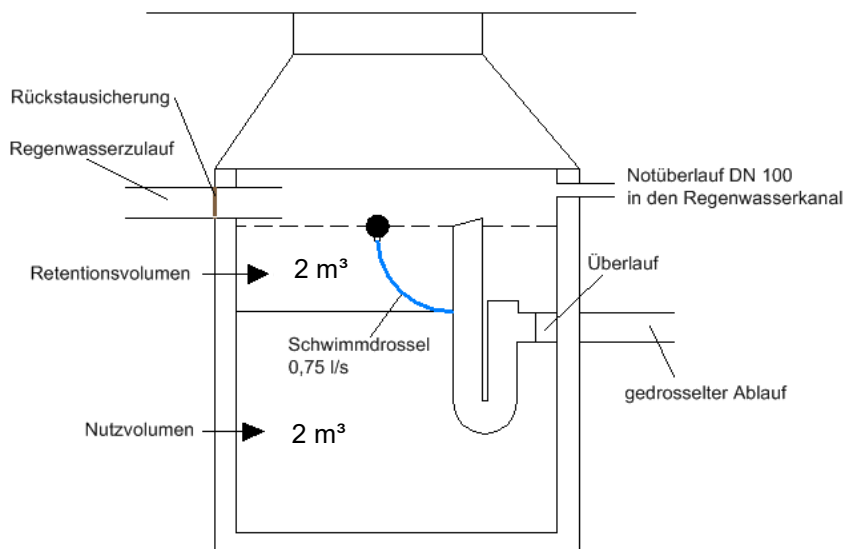 Rückstausicherung
Regenwasserzulauf
Notüberlauf DN 100
in den Regenwasserkanal
Retentionsvolumen
2 m³
Überlauf
Schwimmdrossel
0,75 l/s
gedrosselter Ablauf
Nutzvolumen
2 m³